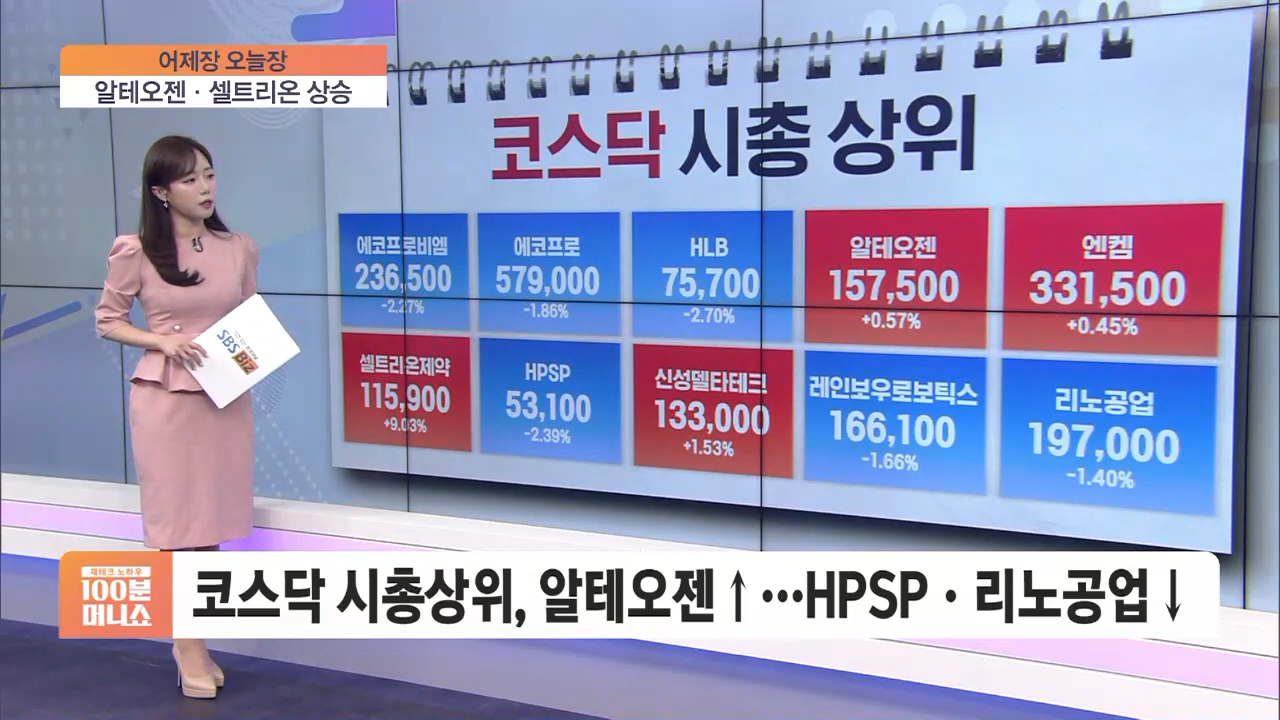 어제장 오늘장
알테오젠 · 셀트리온 상승
코스닥 시총 상위
에코프로비엠
236,500
-2.27%
에코프로
579,000
-1.86%
HLB
75,700
-2.70%
알테오젠
157,500
+0.57%
엔켐
331,500
+0.45%
셀트리온제약
115,900
+9.03%
HPSP
53,100
-2.39%
신성델타테크
133,000
+1.53%
레인보우로보틱스
166,100
-1.66%
리노공업
197,000
-1.40%
SBS Biz
재테크 노하우
100분
머니쇼
코스닥 시총상위, 알테오젠↑…HPSP · 리노공업↓